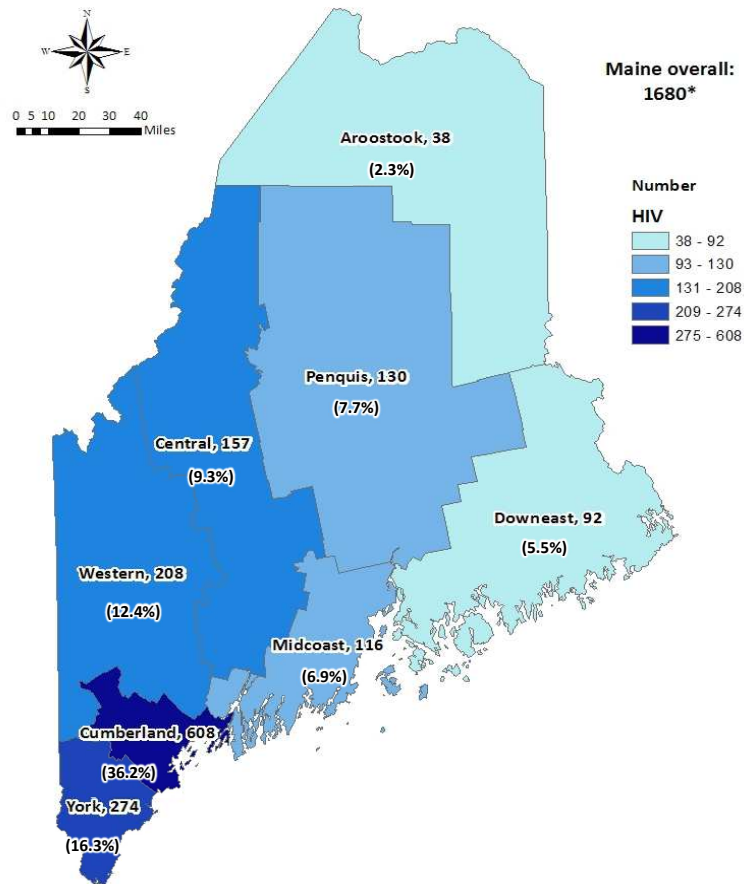 N
W E
S
0 5 10 20 30 40
Miles
Maine overall:
1680*
Aroostook, 38
(2.3%)
Number
HIV
38 - 92
93 - 130
131 - 208
209 - 274
275 - 608
Penquis, 130
(7.7%)
Central, 157
(9.3%)
Downeast, 92
(5.5%)
Western, 208
(12.4%)
Midcoast, 116
(6.9%)
Cumberland, 608
(36.2%)
York, 274
(16.3%)